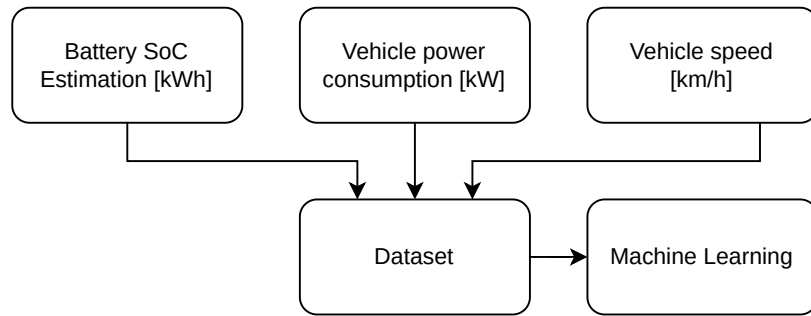 Battery SoC
Estimation [kWh]
Vehicle power
consumption [kW]
Vehicle speed
[km/h]
Dataset
Machine Learning